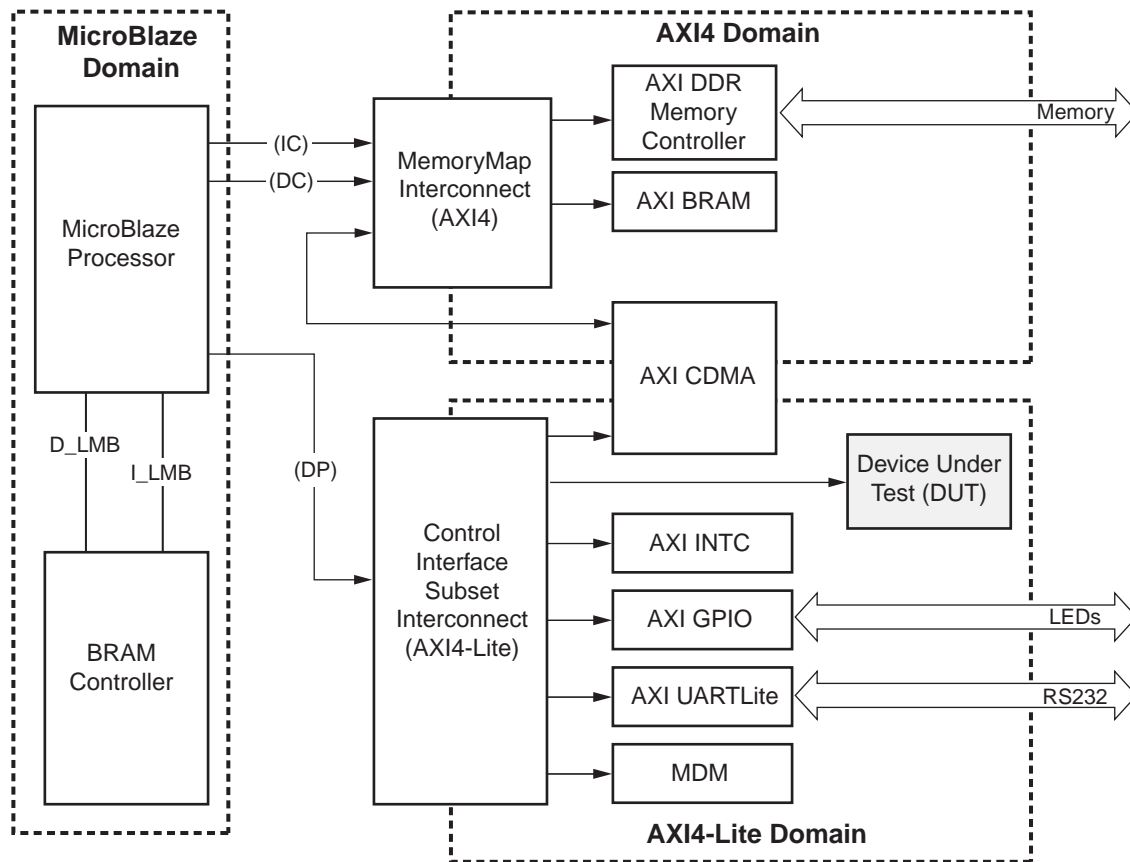 MicroBlaze
Domain
MicroBlaze
Processor
D_LMB
I_LMB
BRAM
Controller
(IC)
(DC)
(DP)
AXI4 Domain
MemoryMap
Interconnect
(AXI4)
AXI DDR
Memory
Controller
Memory
AXI BRAM
AXI CDMA
Control
Interface
Subset
Interconnect
(AXI4-Lite)
Device Under
Test (DUT)
AXI INTC
AXI GPIO
LEDs
AXI UARTLite
RS232
MDM
AXI4-Lite Domain